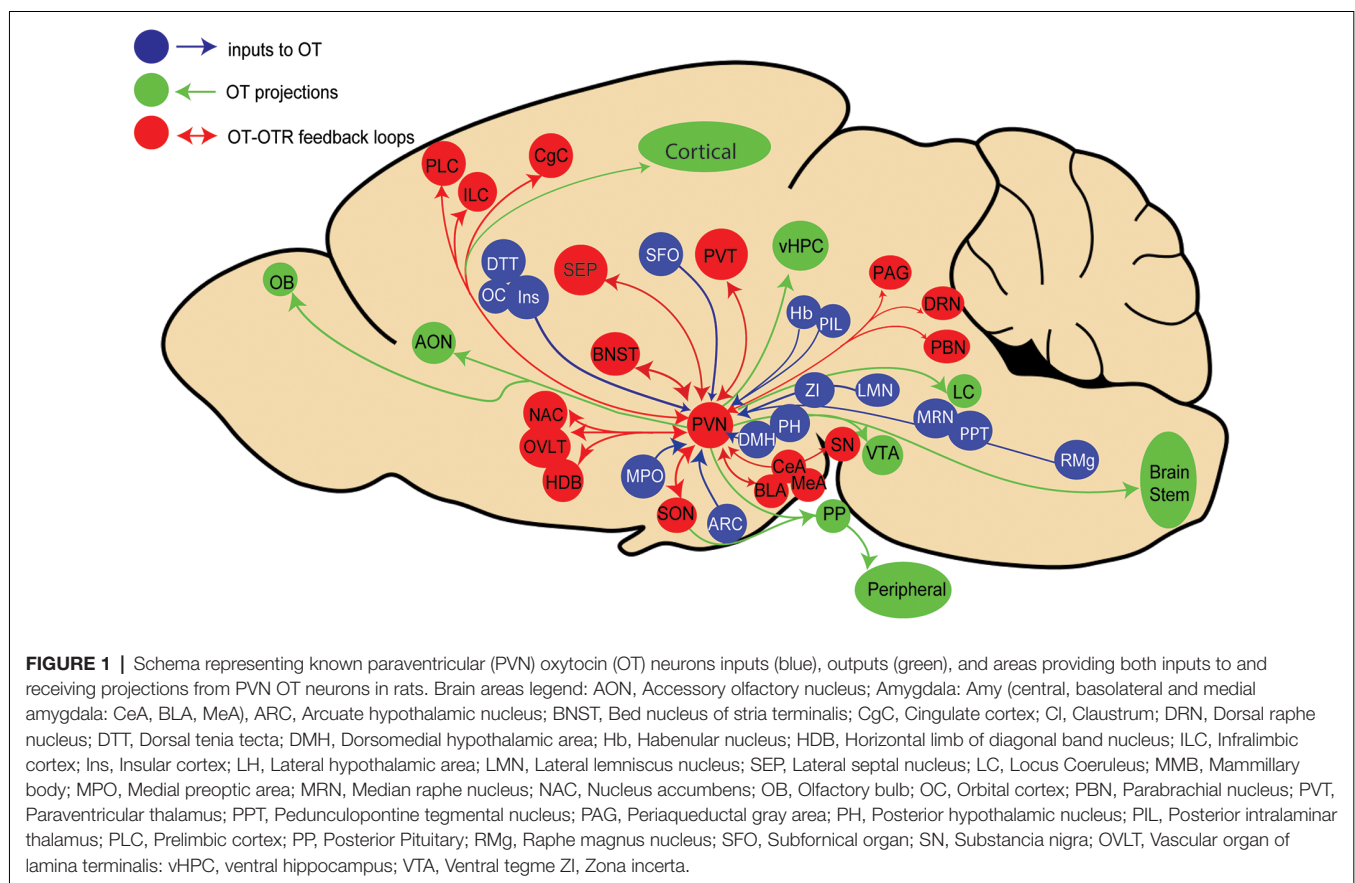 inputs to OT
OT projections
OT-OTR feedback loops
PLC
ILC
CgC
Cortical
OB
AON
DTT
OC
Ins
SEP
SFO
PVT
vHPC
Hb
PIL
PAG
DRN
PBN
BNST
ZI
LMN
LC
NAC
OVLT
HDB
PVN
DMH
PH
MRN
PPT
RMg
SN
VTA
MPO
CeA
BLA
MeA
SON
ARC
PP
Brain
Stem
Peripheral
FIGURE 1 | Schema representing known paraventricular (PVN) oxytocin (OT) neurons inputs (blue), outputs (green), and areas providing both inputs to and
receiving projections from PVN OT neurons in rats. Brain areas legend: AON, Accessory olfactory nucleus; Amygdala: Amy (central, basolateral and medial
amygdala: CeA, BLA, MeA), ARC, Arcuate hypothalamic nucleus; BNST, Bed nucleus of stria terminalis; CgC, Cingulate cortex; Cl, Claustrum; DRN, Dorsal raphe
nucleus; DTT, Dorsal tenia tecta; DMH, Dorsomedial hypothalamic area; Hb, Habenular nucleus; HDB, Horizontal limb of diagonal band nucleus; ILC, Infralimbic
cortex; Ins, Insular cortex; LH, Lateral hypothalamic area; LMN, Lateral lemniscus nucleus; SEP, Lateral septal nucleus; LC, Locus Coeruleus; MMB, Mammillary
body; MPO, Medial preoptic area; MRN, Median raphe nucleus; NAC, Nucleus accumbens; OB, Olfactory bulb; OC, Orbital cortex; PBN, Parabrachial nucleus; PVT,
Paraventricular thalamus; PPT, Pedunculopontine tegmental nucleus; PAG, Periaqueductal gray area; PH, Posterior hypothalamic nucleus; PIL, Posterior intralaminar
thalamus; PLC, Prelimbic cortex; PP, Posterior Pituitary; RMg, Raphe magnus nucleus; SFO, Subfornical organ; SN, Substancia nigra; OVLT, Vascular organ of
lamina terminalis: vHPC, ventral hippocampus; VTA, Ventral tegme ZI, Zona incerta.